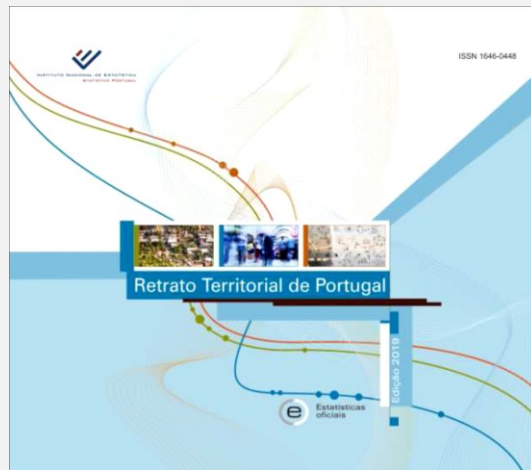 INSTITUTO NACIONAL DE ESTATÍSTICA
STATISTICS PORTUGAL
ISSN 1646-0448
Retrato Territorial de Portugal
Edição 2019
e
Estatísticas
oficiais